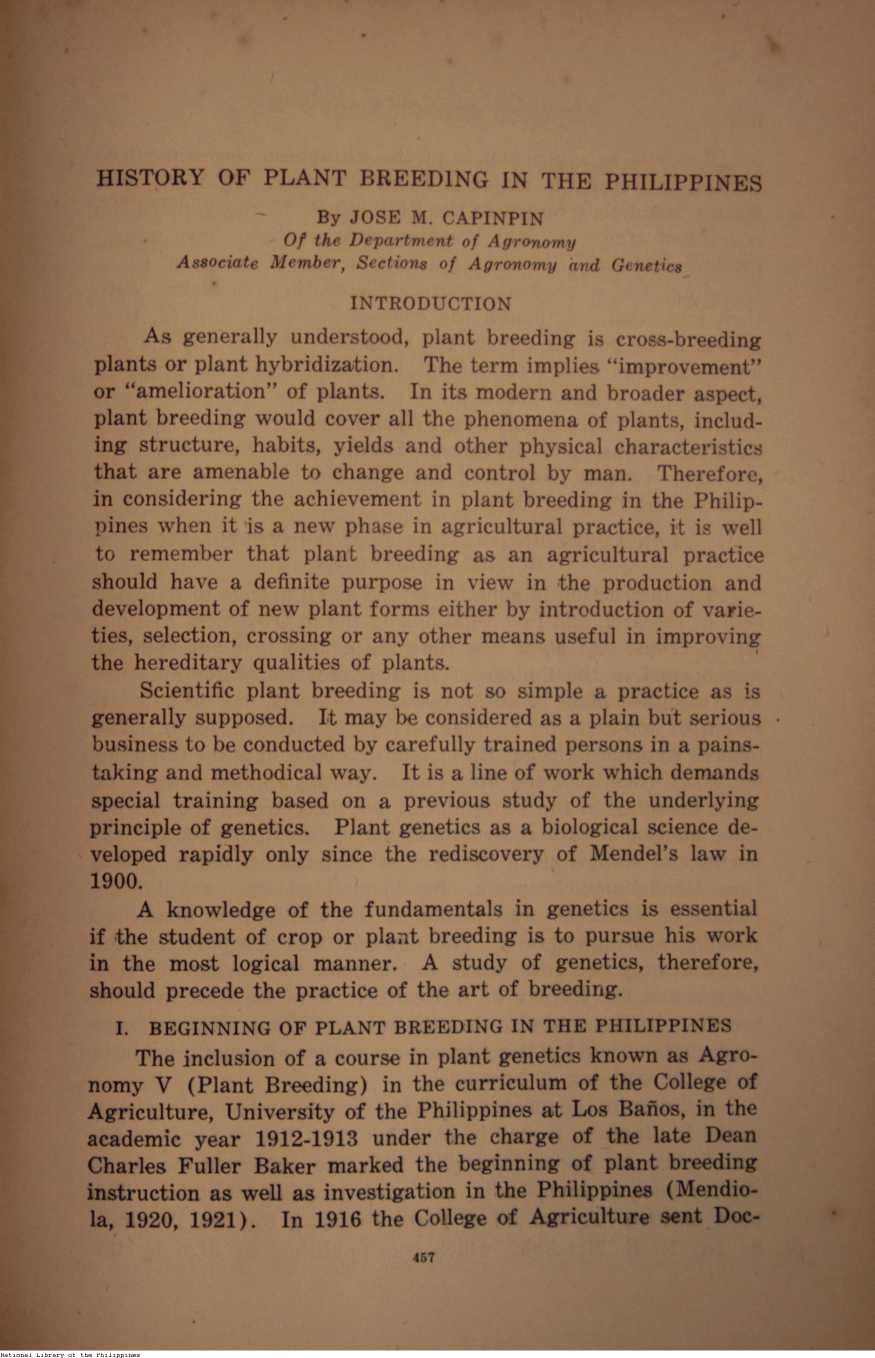 HISTORY OF PLANT BREEDING IN THE PHILIPPINES
By JOSE M. CAPINPIN
Of the Department of Agronomy
Associate Member, Sections of Agronomy and Genetics
INTRODUCTION
As generally understood, plant breeding is cross-breeding
plants or plant hybridization. The term implies “improvement”
or “amelioration” of plants. In its modern and broader aspect,
plant breeding would cover all the phenomena of plants, includ-
ing structure, habits, yields and other physical characteristics
that are amenable to change and control by man. Therefore,
in considering the achievement in plant breeding in the Philip-
pines when it is a new phase in agricultural practice, it is well
to remember that plant breeding as an agricultural practice
should have a definite purpose in view in the production and
development of new plant forms either by introduction of varie-
ties, selection, crossing or any other means useful in improving
the hereditary qualities of plants.
Scientific plant breeding is not so simple a practice as is
generally supposed. It may be considered as a plain but serious
business to be conducted by carefully trained persons in a pains-
taking and methodical way. It is a line of work which demands
special training based on a previous study of the underlying
principle of genetics. Plant genetics as a biological science de-
veloped rapidly only since the rediscovery of Mendel's law in
1900.
A knowledge of the fundamentals in genetics is essential
if the student of crop or plant breeding is to pursue his work
in the most logical manner. A study of genetics, therefore,
should precede the practice of the art of breeding.
I. BEGINNING OF PLANT BREEDING IN THE PHILIPPINES
The inclusion of a course in plant genetics known as Agro-
nomy V (Plant Breeding) in the curriculum of the College of
Agriculture, University of the Philippines at Los Baños, in the
academic year 1912-1913 under the charge of the late Dean
Charles Fuller Baker marked the beginning of plant breeding
instruction as well as investigation in the Philippines (Mendio-
la, 1920, 1921). In 1916 the College of Agriculture sent Doc-
457
National Library of the Philippines